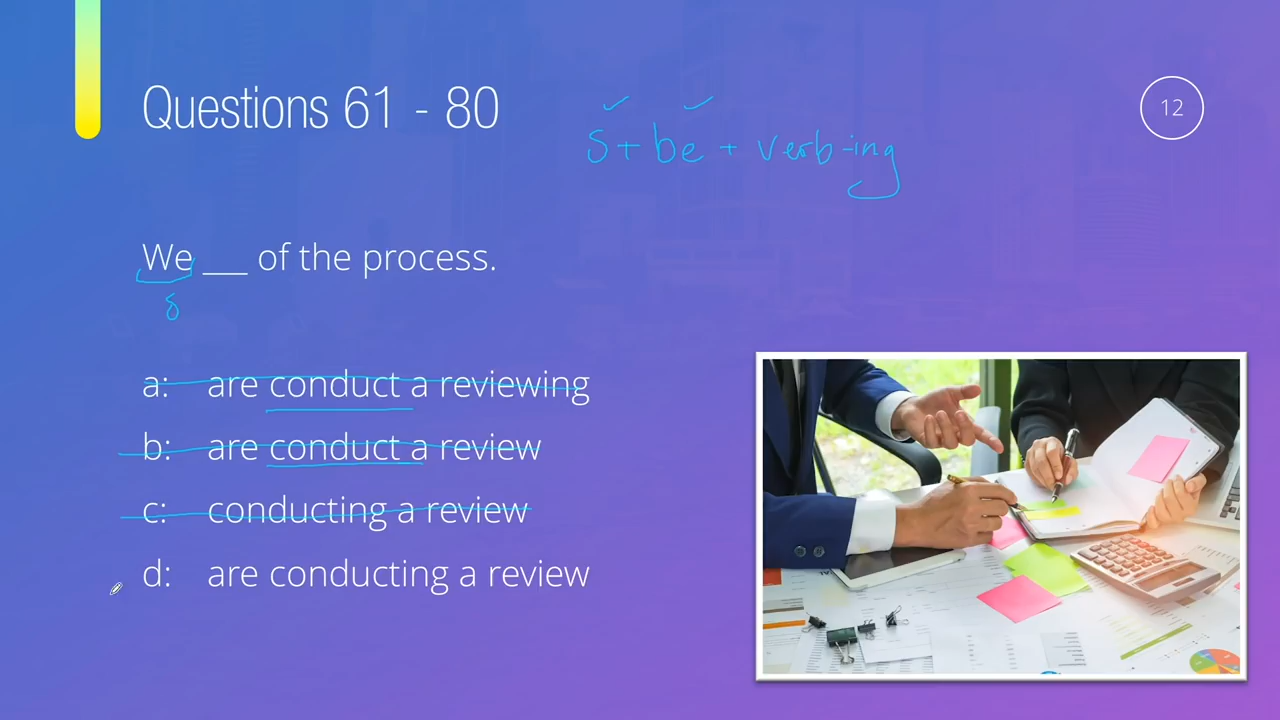 Questions 61 - 80
12
s + be + verb-ing
We ___ of the process.
s
a: are conduct a reviewing
b: are conduct a review
c: conducting a review
d: are conducting a review